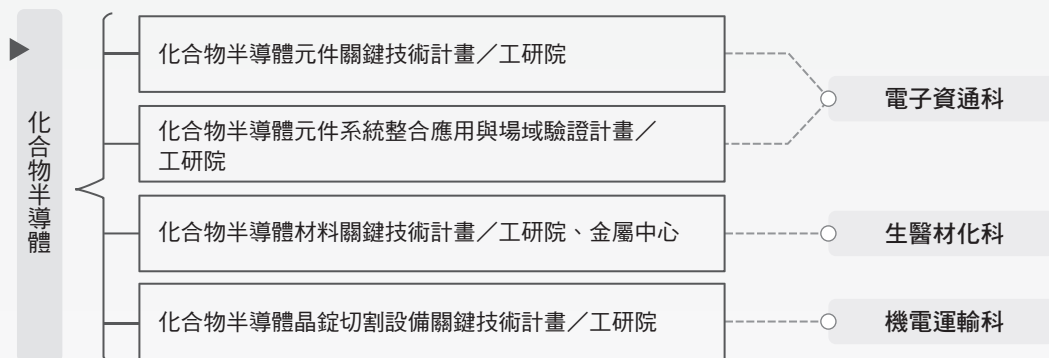 化合物半導體
化合物半導體元件關鍵技術計畫／工研院
電子資通科
化合物半導體元件系統整合應用與場域驗證計畫／
工研院
化合物半導體材料關鍵技術計畫／工研院、金屬中心
生醫材化科
化合物半導體晶錠切割設備關鍵技術計畫／工研院
機電運輸科